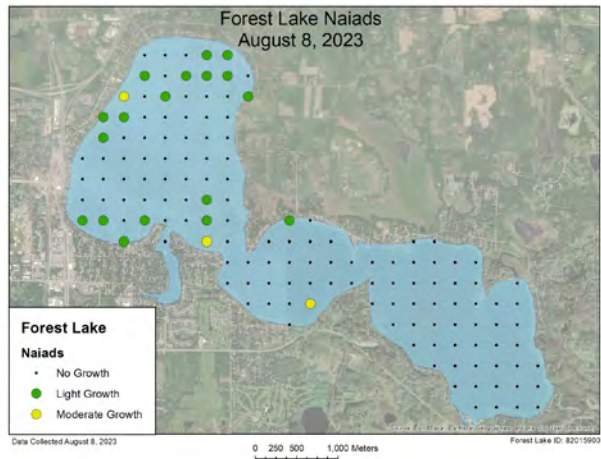 Forest Lake Naiads
August 8, 2023
Forest Lake
Naiads
No Growth
Light Growth
Moderate Growth
Data Collected August 8, 2023
0 250 500 1,000 Meters
Forest Lake ID: 82015900